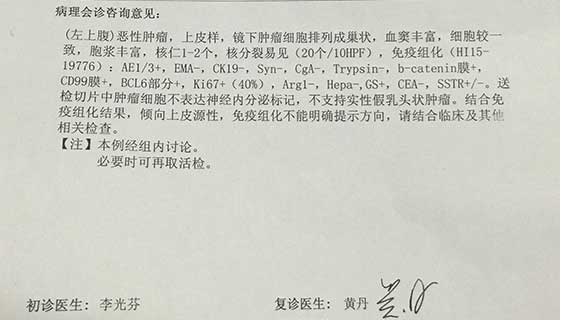 病理会诊咨询意见：
(左上腹)恶性肿瘤，上皮样，镜下肿瘤细胞排列成巢状，血窦丰富，细胞较一
致，胞浆丰富，核仁1-2个，核分裂易见（20个/10HPF），免疫组化（HI15-
19776）：AE1/3+, EMA-, CK19-, Syn-, CgA-, Trypsin-, b-catenin膜+,
CD99膜+, BCL6部分+, Ki67+（40%）, Arg1-, Hepa-,GS+, CEA-, SSTR+/-。送
检切片中肿瘤细胞不表达神经内分泌标记，不支持实性假乳头状肿瘤。结合免
疫组化结果，倾向上皮源性，免疫组化不能明确提示方向，请结合临床及其他
相关检查。
【注】本例经组内讨论。
必要时可再取活检。
初诊医生：李光芬 复诊医生：黄丹